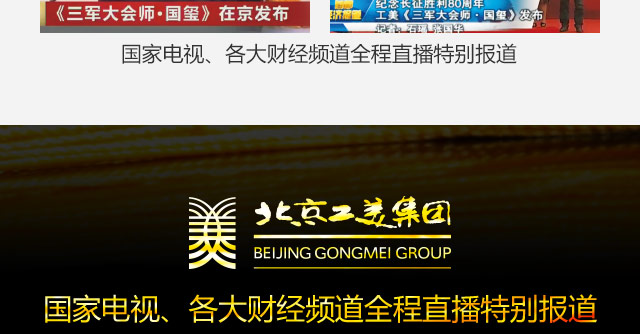 《三军大会师·国玺》在京发布
纪念长征胜利80周年
工美《三军大会师·国玺》发布
国家电视、各大财经频道全程直播特别报道
北京工美集团
BEIJING GONGMEI GROUP
国家电视、各大财经频道全程直播特别报道